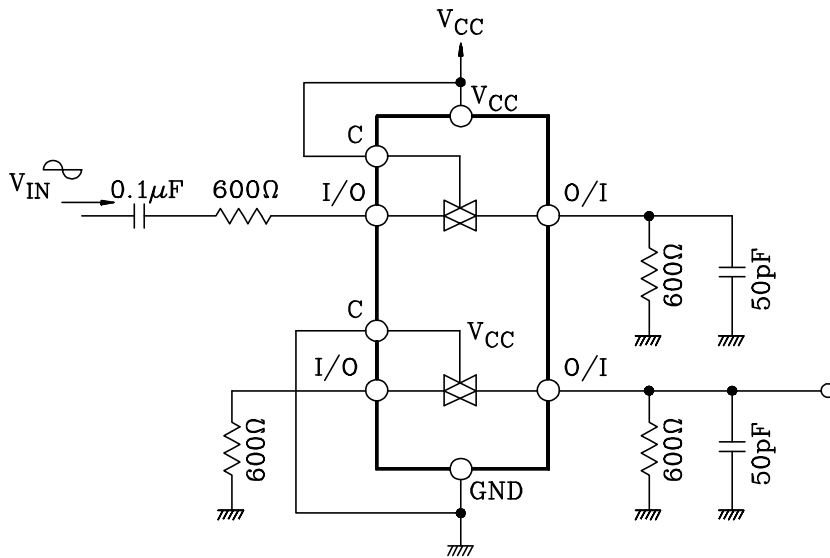 VCC
VCC
C
VIN
0.1μF
600Ω
I/O
O/I
600Ω
50pF
C
VCC
I/O
O/I
600Ω
600Ω
50pF
GND